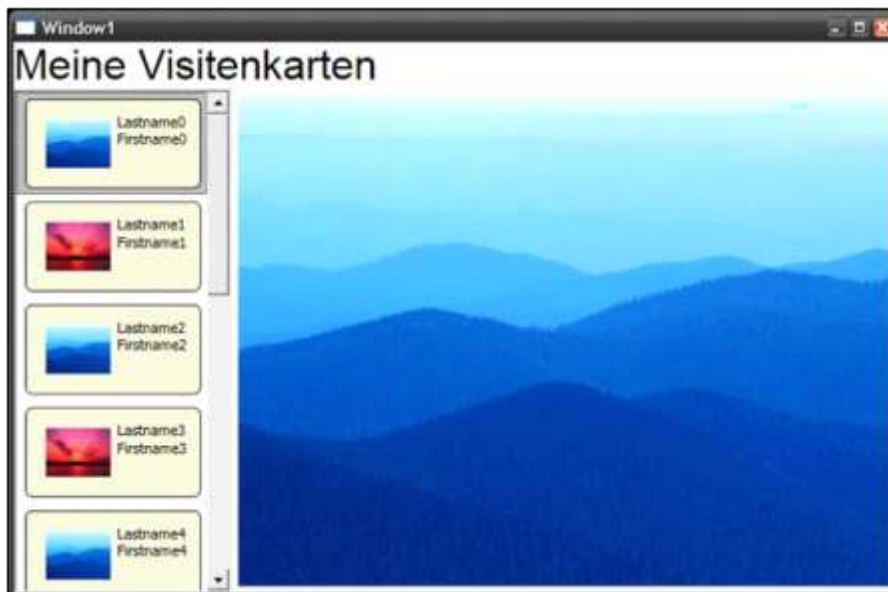 Window1
Meine Visitenkarten
Lastname0
Firstname0
Lastname1
Firstname1
Lastname2
Firstname2
Lastname3
Firstname3
Lastname4
Firstname4